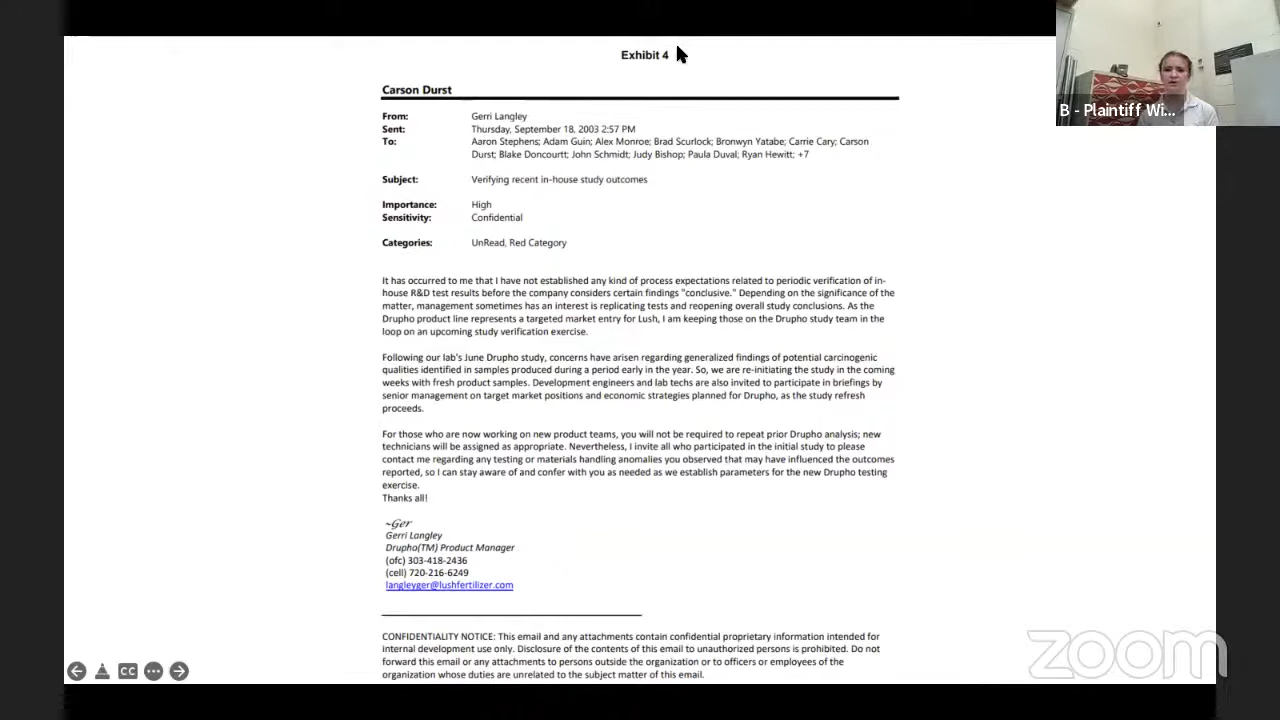 Exhibit 4
Carson Durst
From: Gerri Langley
Sent: Thursday, September 18, 2003 2:57 PM
To: Aaron Stephens; Adam Guin; Alex Monroe; Brad Scurlock; Bronwyn Yatabe; Carrie Cary; Carson
Durst; Blake Doncourtt; John Schmidt; Judy Bishop; Paula Duval; Ryan Hewitt; +7
Subject: Verifying recent in-house study outcomes
Importance: High
Sensitivity: Confidential
Categories: UnRead, Red Category
It has occurred to me that I have not established any kind of process expectations related to periodic verification of in-
house R&D test results before the company considers certain findings "conclusive." Depending on the significance of the
matter, management sometimes has an interest is replicating tests and reopening overall study conclusions. As the
Drupho product line represents a targeted market entry for Lush, I am keeping those on the Drupho study team in the
loop on an upcoming study verification exercise.
Following our lab's June Drupho study, concerns have arisen regarding generalized findings of potential carcinogenic
qualities identified in samples produced during a period early in the year. So, we are re-initiating the study in the coming
weeks with fresh product samples. Development engineers and lab techs are also invited to participate in briefings by
senior management on target market positions and economic strategies planned for Drupho, as the study refresh
proceeds.
For those who are now working on new product teams, you will not be required to repeat prior Drupho analysis; new
technicians will be assigned as appropriate. Nevertheless, I invite all who participated in the initial study to please
contact me regarding any testing or materials handling anomalies you observed that may have influenced the outcomes
reported, so I can stay aware of and confer with you as needed as we establish parameters for the new Drupho testing
exercise.
Thanks all!
~Ger
Gerri Langley
Drupho(TM) Product Manager
(ofc) 303-418-2436
(cell) 720-216-6249
langleyger@lushfertilizer.com
CONFIDENTIALITY NOTICE: This email and any attachments contain confidential proprietary information intended for
internal development use only. Disclosure of the contents of this email to unauthorized persons is prohibited. Do not
forward this email or any attachments to persons outside the organization or to officers or employees of the
organization whose duties are unrelated to the subject matter of this email.
B - Plaintiff Wi...
CC
zoom